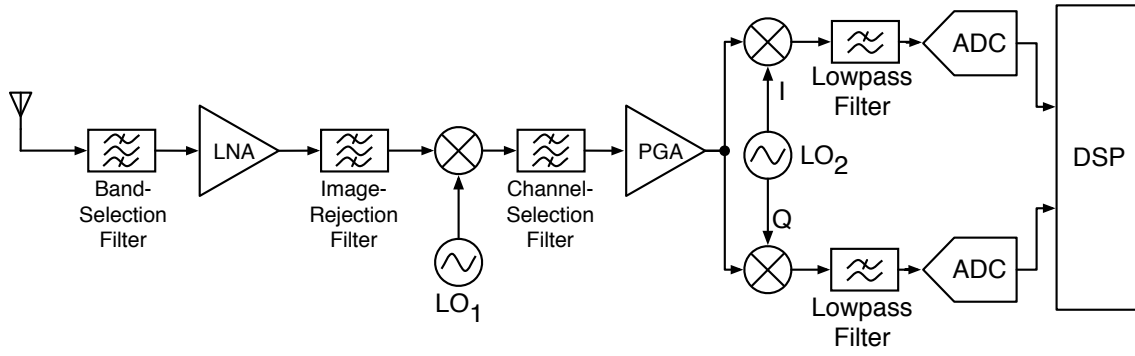 ADC
Lowpass
Filter
I
LNA
PGA
LO2
DSP
Band-
Selection
Filter
Image-
Rejection
Filter
Channel-
Selection
Filter
Q
LO1
ADC
Lowpass
Filter